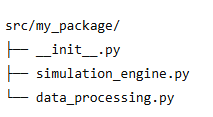 src/my_package/
├── __init__.py
├── simulation_engine.py
└── data_processing.py